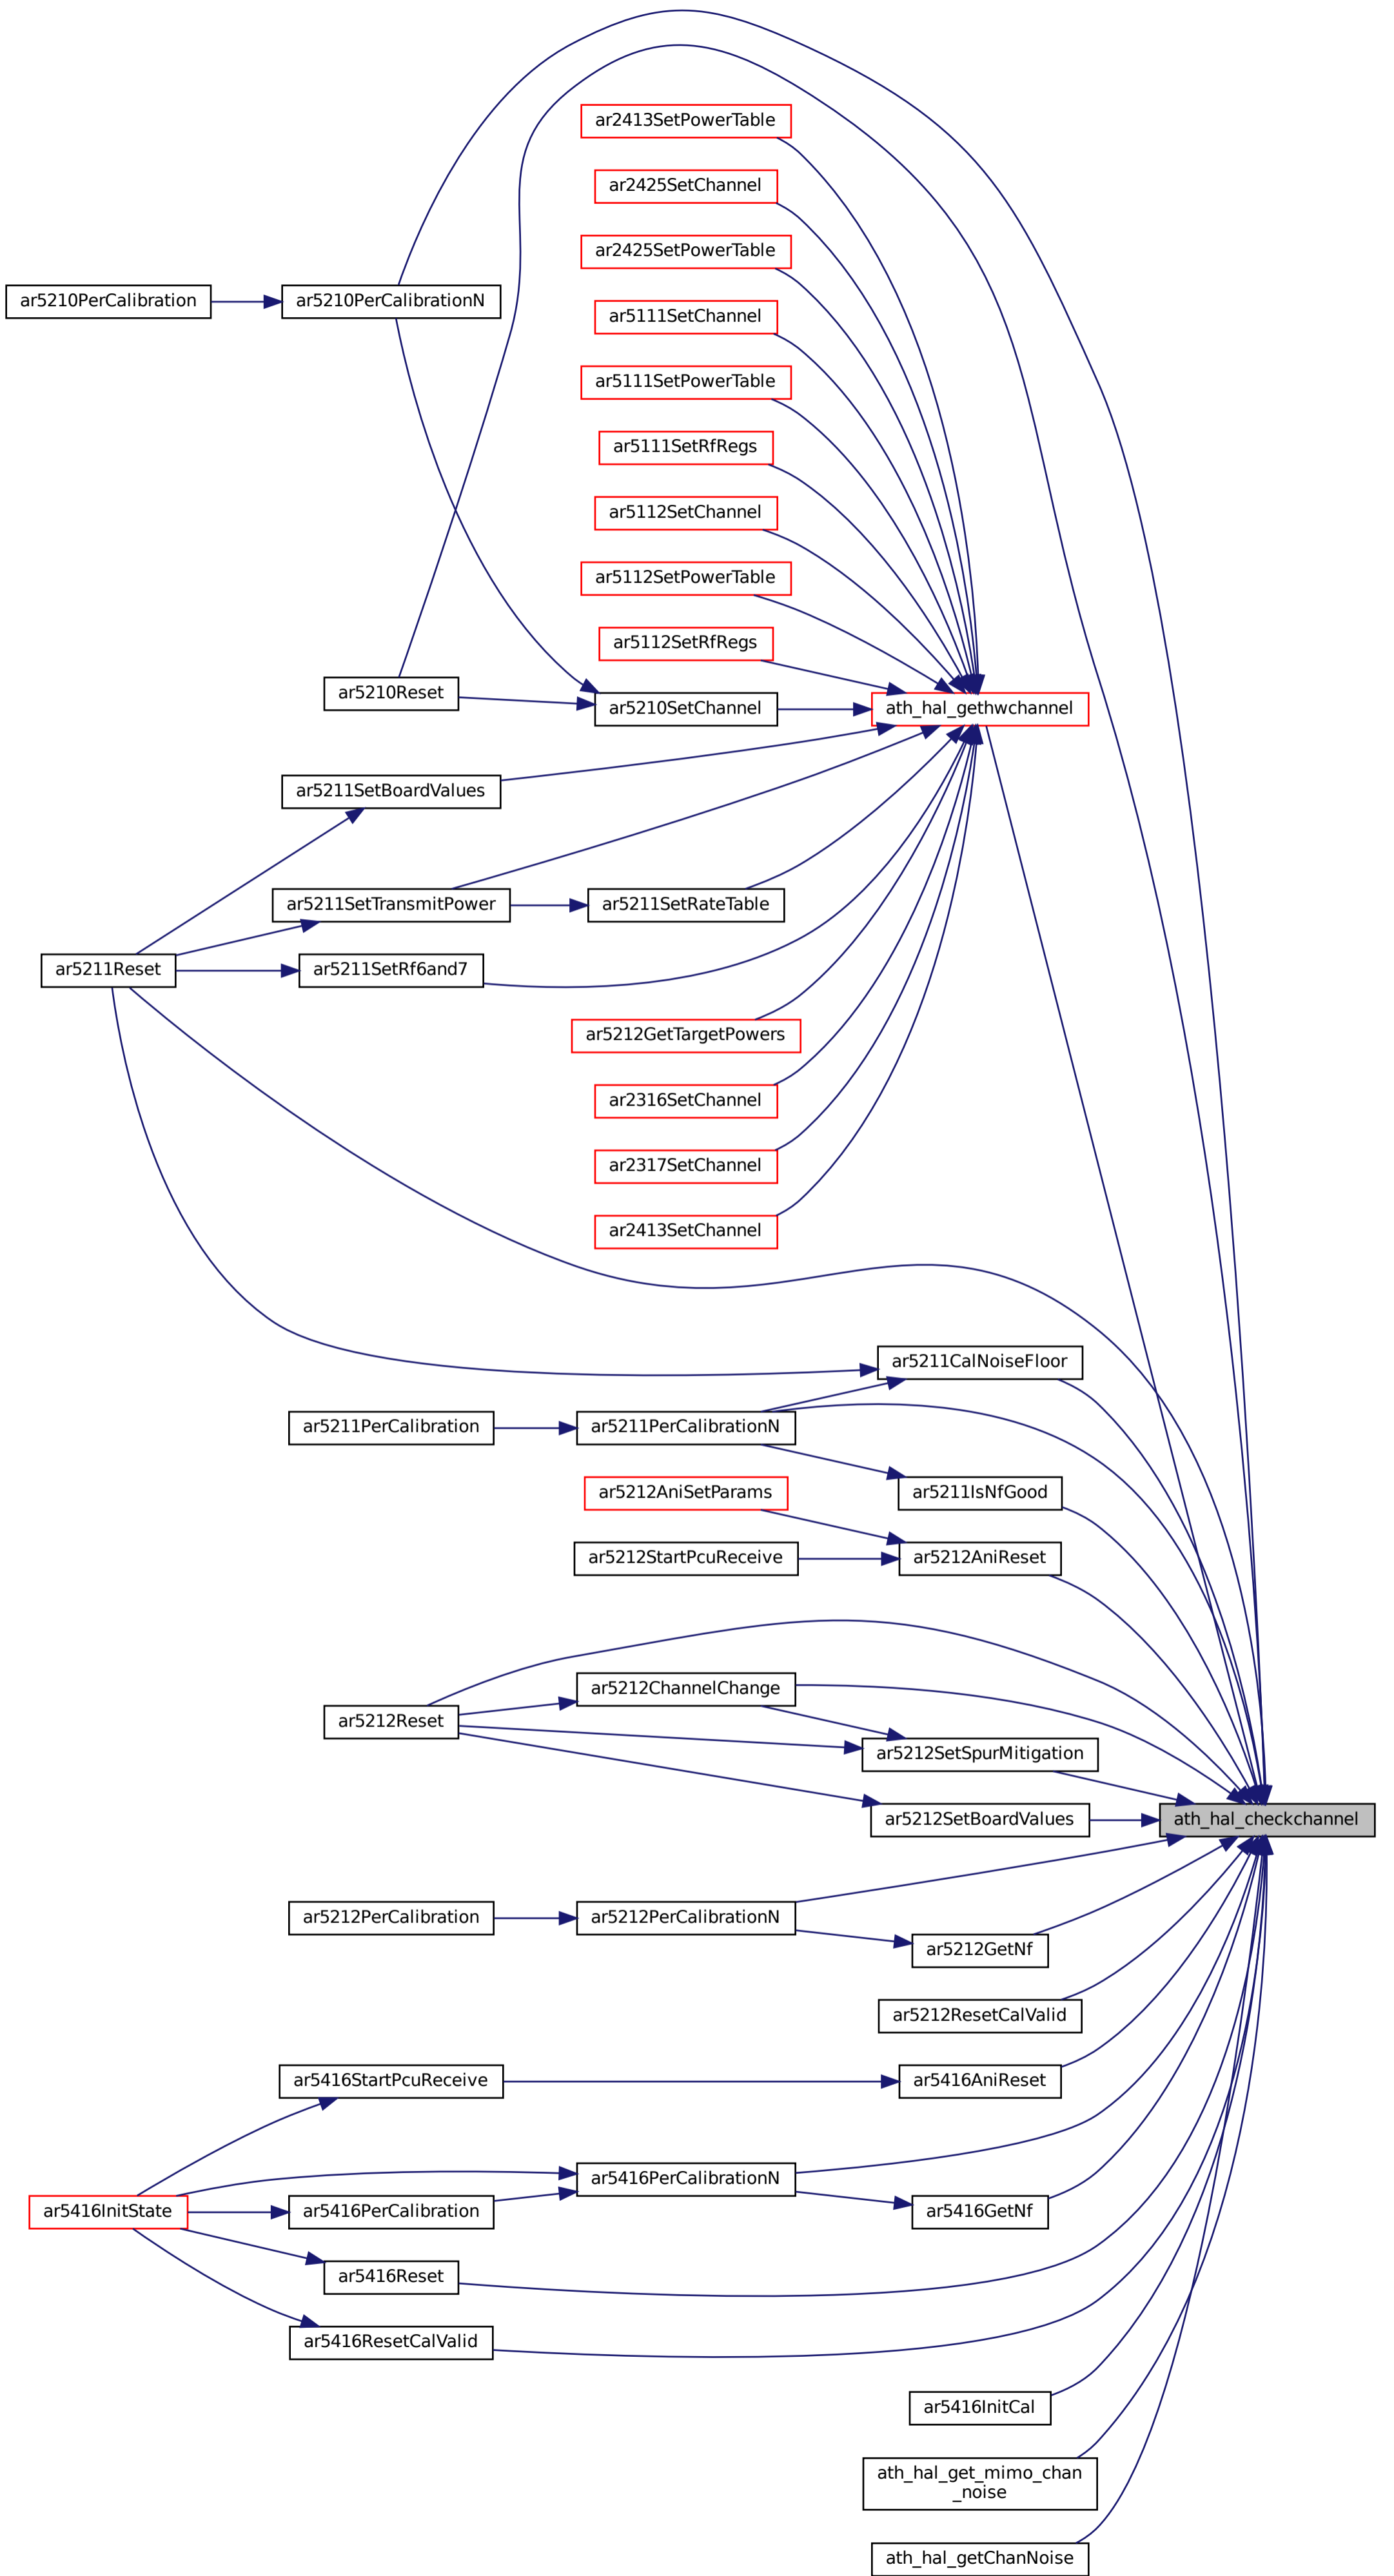 ar2413SetPowerTable
ar2425SetChannel
ar2425SetPowerTable
ar5210PerCalibration
ar5210PerCalibrationN
ar5111SetChannel
ar5111SetPowerTable
ar5111SetRfRegs
ar5112SetChannel
ar5112SetPowerTable
ar5112SetRfRegs
ar5210Reset
ar5210SetChannel
ath_hal_gethwchannel
ar5211SetBoardValues
ar5211SetTransmitPower
ar5211SetRateTable
ar5211Reset
ar5211SetRf6and7
ar5212GetTargetPowers
ar2316SetChannel
ar2317SetChannel
ar2413SetChannel
ar5211CalNoiseFloor
ar5211PerCalibration
ar5211PerCalibrationN
ar5212AniSetParams
ar5211IsNfGood
ar5212StartPcuReceive
ar5212AniReset
ar5212ChannelChange
ar5212Reset
ar5212SetSpurMitigation
ar5212SetBoardValues
ath_hal_checkchannel
ar5212PerCalibration
ar5212PerCalibrationN
ar5212GetNf
ar5212ResetCalValid
ar5416StartPcuReceive
ar5416AniReset
ar5416PerCalibrationN
ar5416InitState
ar5416PerCalibration
ar5416GetNf
ar5416Reset
ar5416ResetCalValid
ar5416InitCal
ath_hal_get_mimo_chan
_noise
ath_hal_getChanNoise